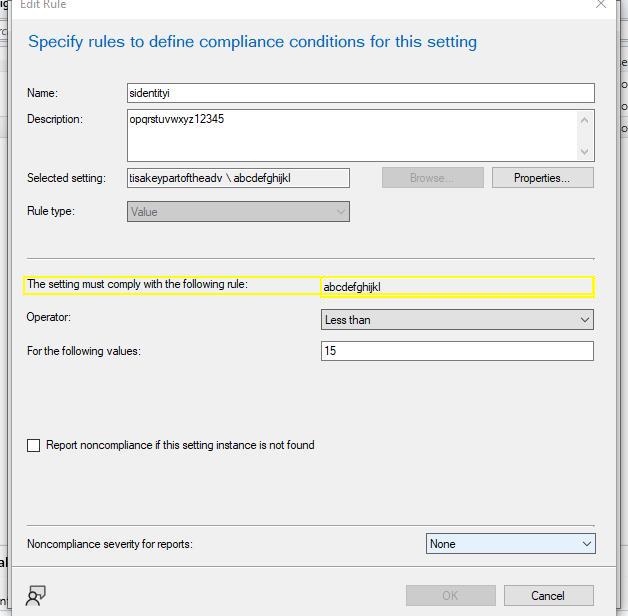 Edit Rule
Specify rules to define compliance conditions for this setting
Name:
sidentityi
Description:
opqrstuvwxyz12345
Selected setting:
tisakeypartoftheadv \ abcdefghijkl
Browse...
Properties...
Rule type:
Value
The setting must comply with the following rule:
abcdefghijkl
Operator:
Less than
For the following values:
15
Report noncompliance if this setting instance is not found
Noncompliance severity for reports:
None
OK
Cancel